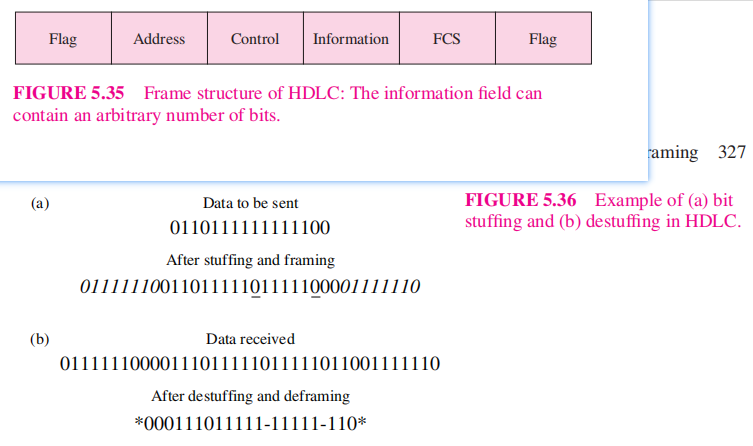 Flag Address Control Information FCS Flag
FIGURE 5.35 Frame structure of HDLC: The information field can
contain an arbitrary number of bits.
raming 327
(a) Data to be sent
0110111111111100
After stuffing and framing
0111111001101111101111100001111110
FIGURE 5.36 Example of (a) bit
stuffing and (b) destuffing in HDLC.
(b) Data received
01111110000111011111011111011001111110
After destuffing and deframing
*000111011111-11111-110*